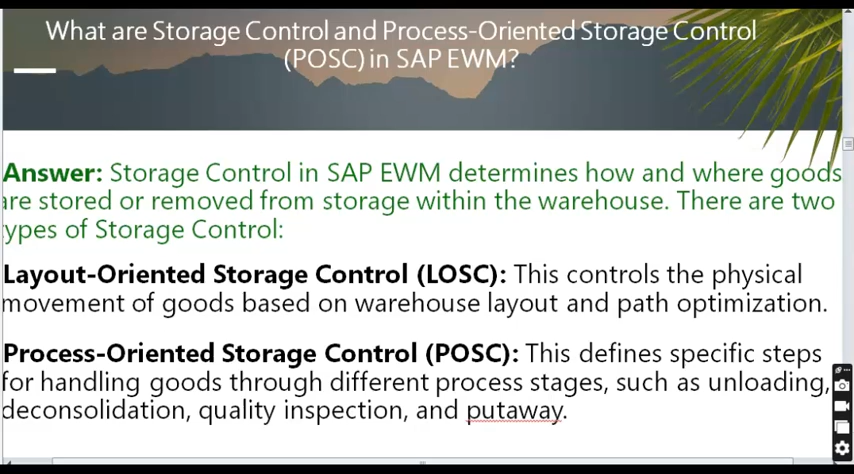 What are Storage Control and Process-Oriented Storage Control
(POSC) in SAP EWM?
Answer: Storage Control in SAP EWM determines how and where goods
are stored or removed from storage within the warehouse. There are two
types of Storage Control:
Layout-Oriented Storage Control (LOSC): This controls the physical
movement of goods based on warehouse layout and path optimization.
Process-Oriented Storage Control (POSC): This defines specific steps
for handling goods through different process stages, such as unloading,
deconsolidation, quality inspection, and putaway.